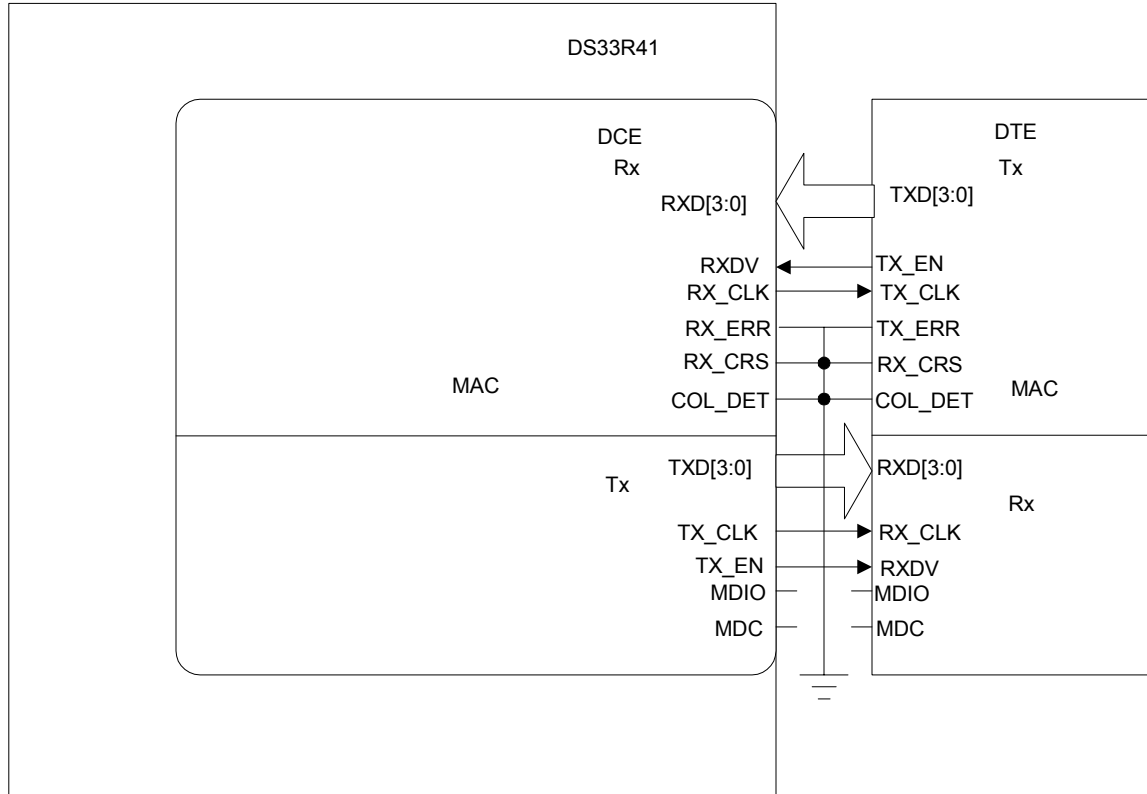 DS33R41
DCE
Rx
RXD[3:0]
RXDV
RX_CLK
RX_ERR
RX_CRS
COL_DET
MAC
Tx
TXD[3:0]
TX_CLK
TX_EN
MDIO
MDC
DTE
Tx
TXD[3:0]
TX_EN
TX_CLK
TX_ERR
RX_CRS
COL_DET
MAC
RXD[3:0]
Rx
RX_CLK
RXDV
MDIO
MDC